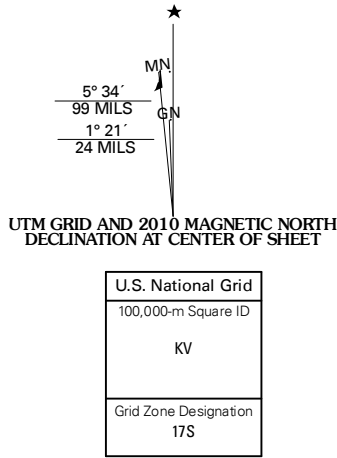 ★
MN
5° 34´
99 MILS
GN
1° 21´
24 MILS
UTM GRID AND 2010 MAGNETIC NORTH
DECLINATION AT CENTER OF SHEET
U.S. National Grid
100,000-m Square ID
KV
Grid Zone Designation
17S